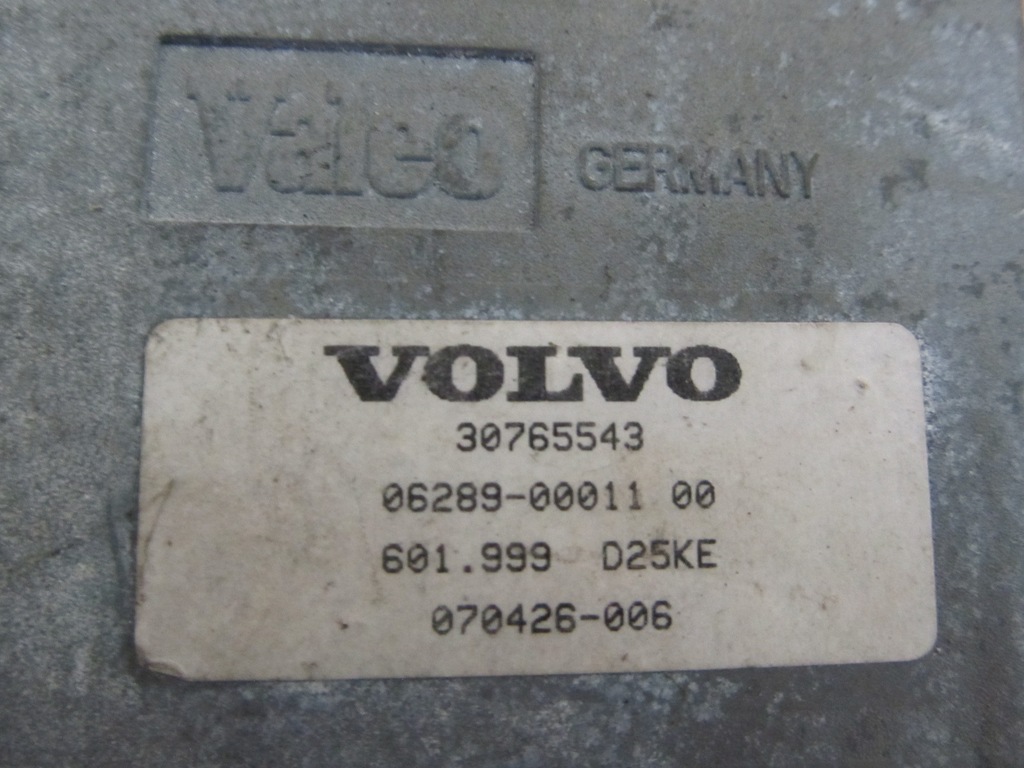 Valeo GERMANY
VOLVO
30765543
06289-00011 00
601.999 D25KE
070426-006